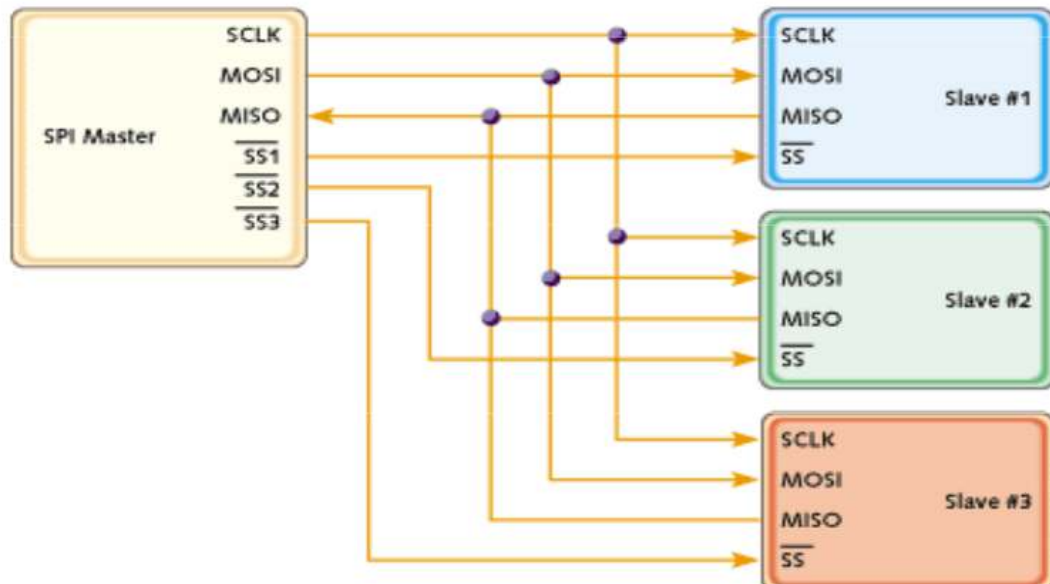 SPI Master
SCLK
MOSI
MISO
SS1
SS2
SS3
SCLK
MOSI
MISO
SS
Slave #1
SCLK
MOSI
MISO
SS
Slave #2
SCLK
MOSI
MISO
SS
Slave #3